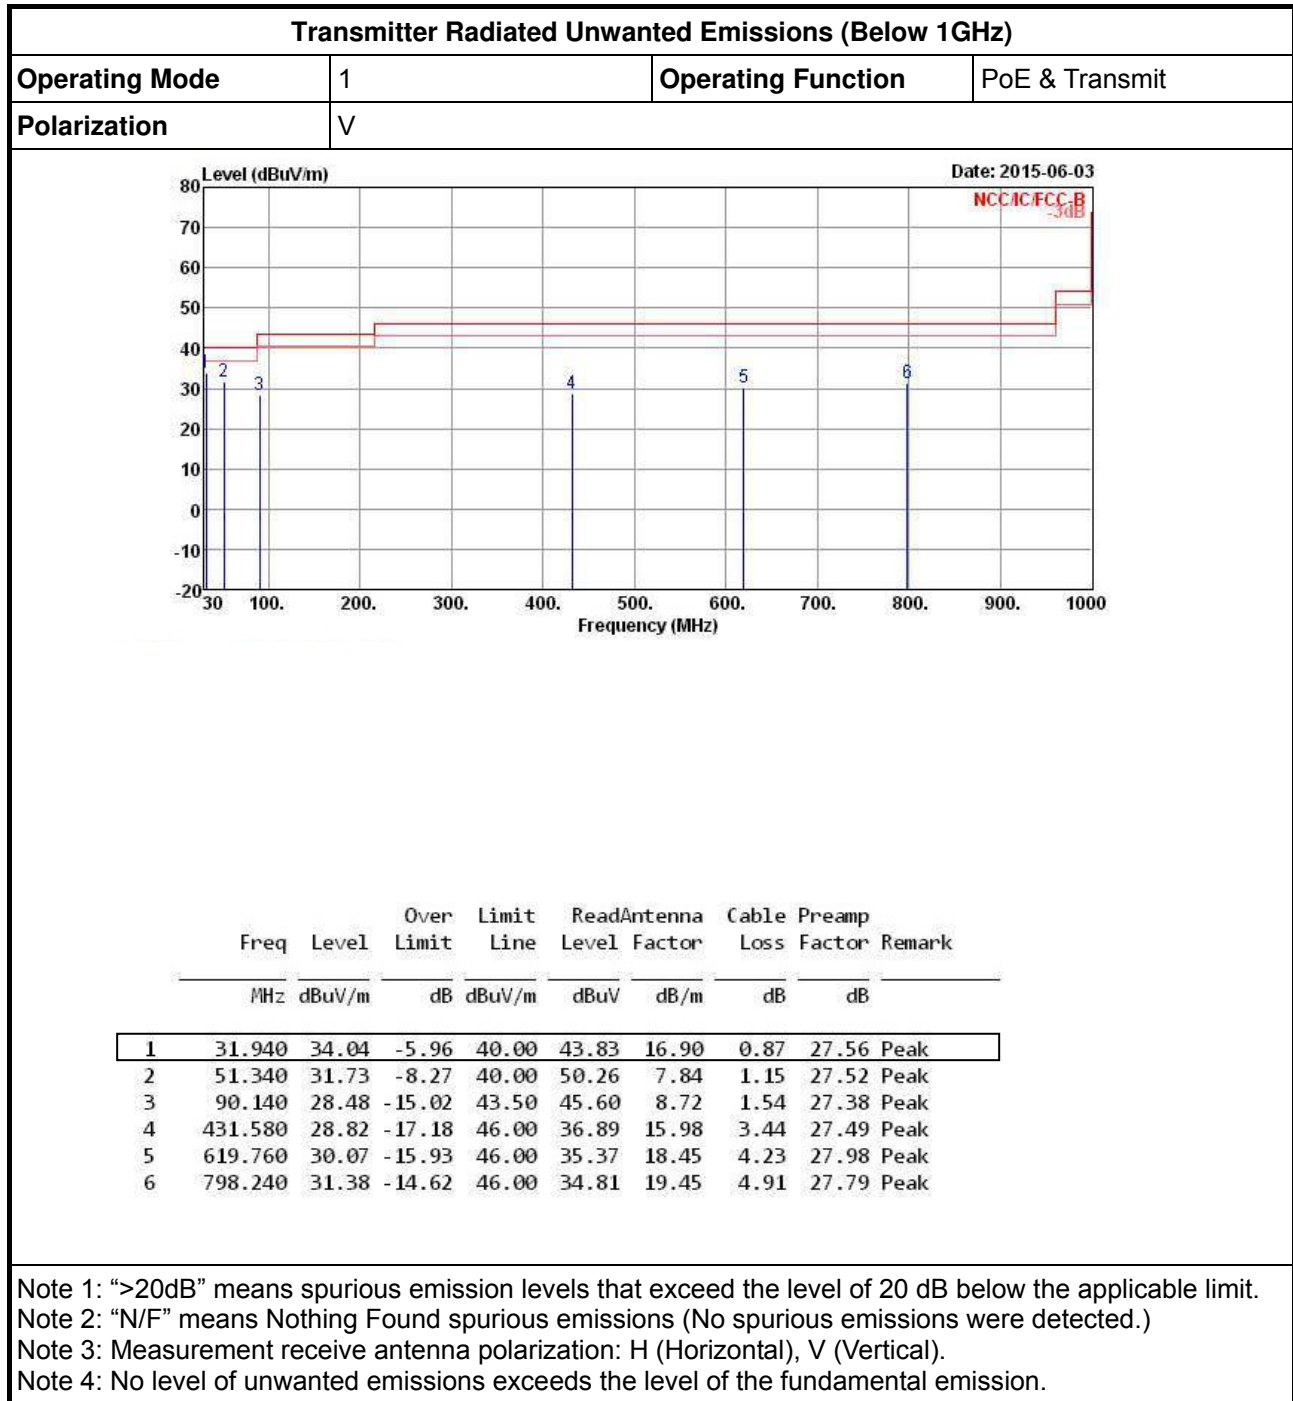 Transmitter Radiated Unwanted Emissions (Below 1GHz)
Operating Mode 1 Operating Function PoE & Transmit
Polarization V
Level (dBuV/m) Date: 2015-06-03
80
NCC/IC/FCC-B
-3dB
70
60
50
40
2 3 4 5 6
30
20
10
0
-10
-20
30 100. 200. 300. 400. 500. 600. 700. 800. 900. 1000
Frequency (MHz)
Over Limit ReadAntenna Cable Preamp
Freq Level Limit Line Level Factor Loss Factor Remark
MHz dBuV/m dB dBuV/m dBuV dB/m dB dB
1 31.940 34.04 -5.96 40.00 43.83 16.90 0.87 27.56 Peak
2 51.340 31.73 -8.27 40.00 50.26 7.84 1.15 27.52 Peak
3 90.140 28.48 -15.02 43.50 45.60 8.72 1.54 27.38 Peak
4 431.580 28.82 -17.18 46.00 36.89 15.98 3.44 27.49 Peak
5 619.760 30.07 -15.93 46.00 35.37 18.45 4.23 27.98 Peak
6 798.240 31.38 -14.62 46.00 34.81 19.45 4.91 27.79 Peak
Note 1: “>20dB” means spurious emission levels that exceed the level of 20 dB below the applicable limit.
Note 2: “N/F” means Nothing Found spurious emissions (No spurious emissions were detected.)
Note 3: Measurement receive antenna polarization: H (Horizontal), V (Vertical).
Note 4: No level of unwanted emissions exceeds the level of the fundamental emission.